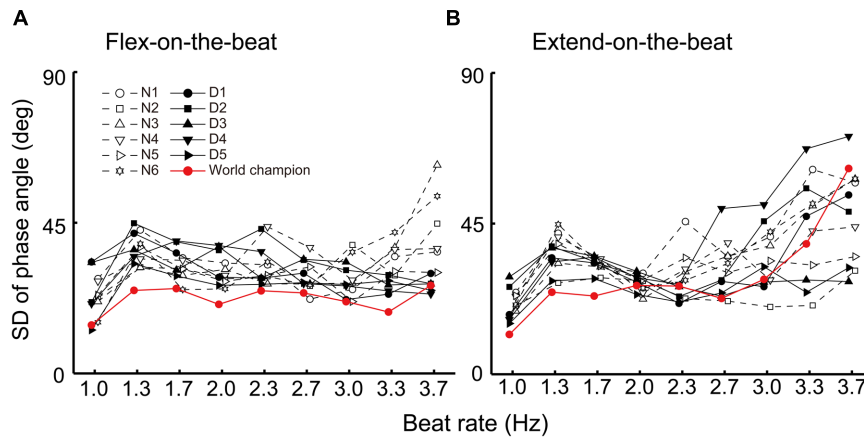 A
B
Flex-on-the-beat
Extend-on-the-beat
SD of phase angle (deg)
90
45
0
N1 D1
N2 D2
N3 D3
N4 D4
N5 D5
N6 World champion
1.0 1.3 1.7 2.0 2.3 2.7 3.0 3.3 3.7
90
45
0
1.0 1.3 1.7 2.0 2.3 2.7 3.0 3.3 3.7
Beat rate (Hz)